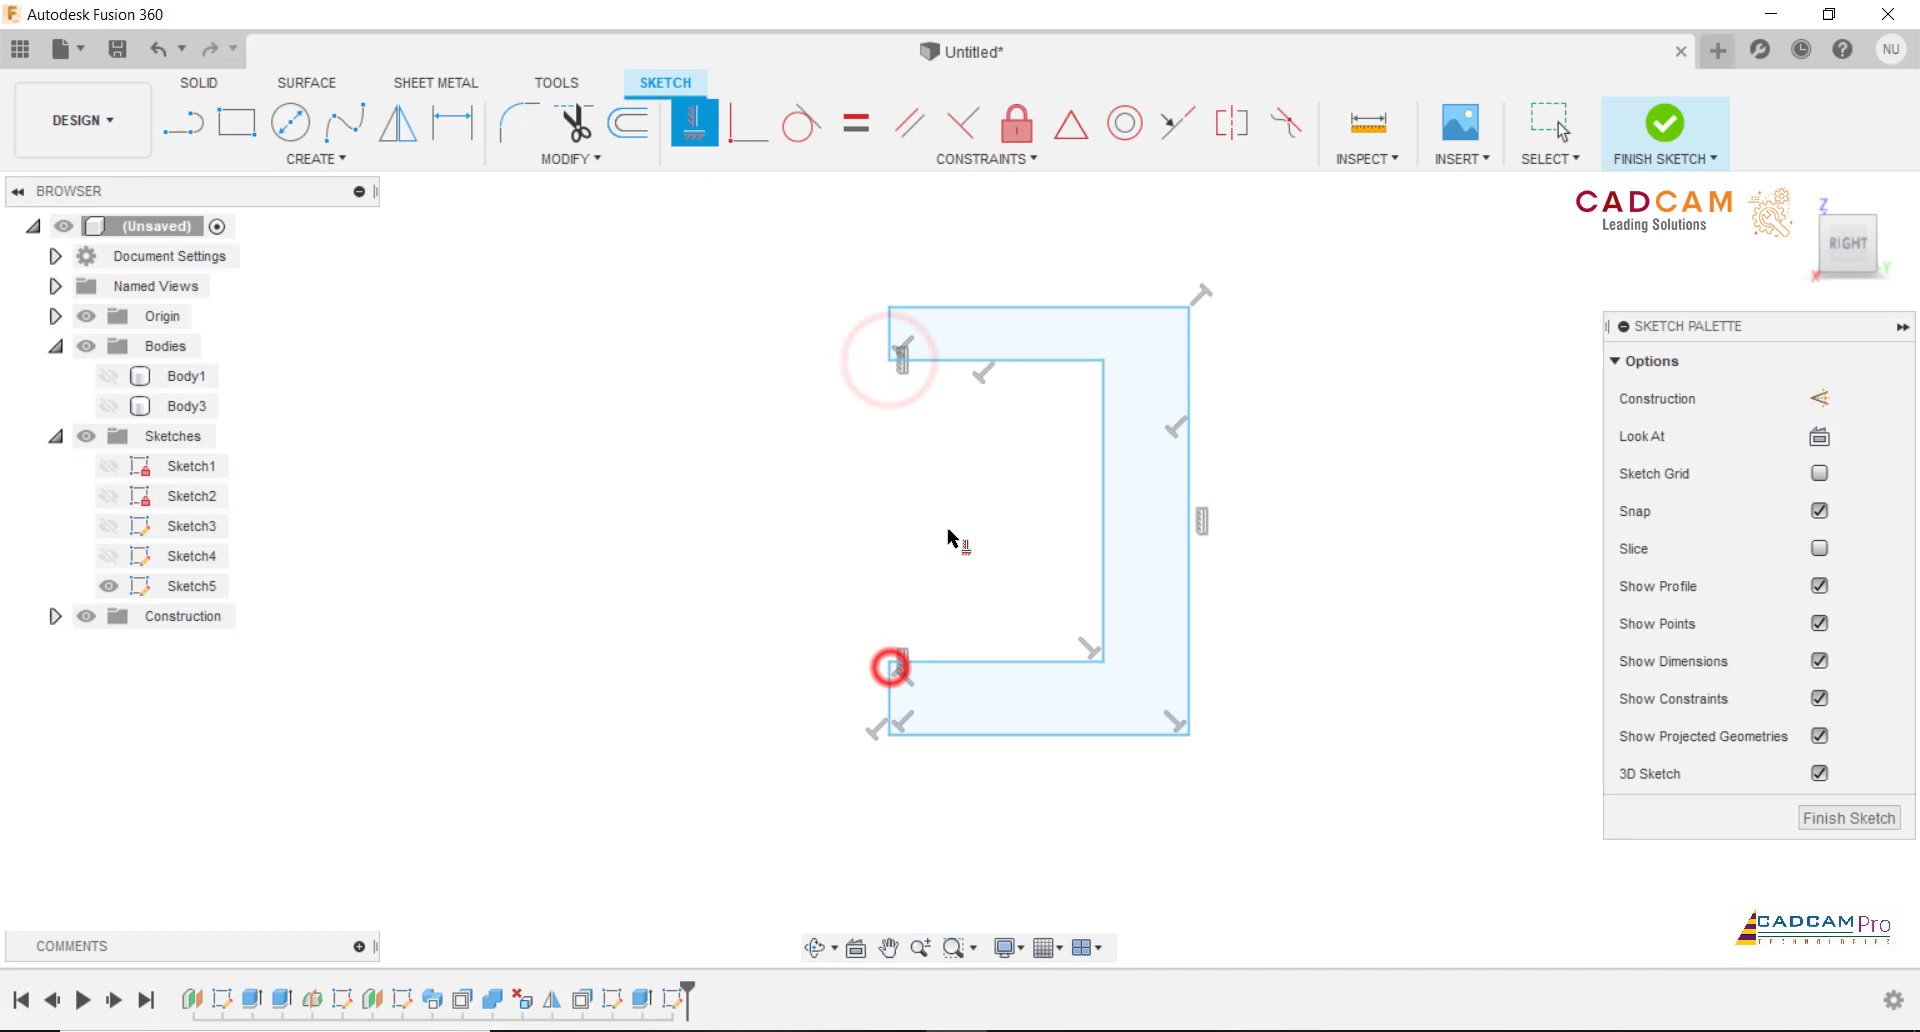 Autodesk Fusion 360
Untitled*
NU
SOLID
SURFACE
SHEET METAL
TOOLS
SKETCH
DESIGN
CREATE
MODIFY
CONSTRAINTS
INSPECT
INSERT
SELECT
FINISH SKETCH
BROWSER
(Unsaved)
Document Settings
Named Views
Origin
Bodies
Body1
Body3
Sketches
Sketch1
Sketch2
Sketch3
Sketch4
Sketch5
Construction
CADCAM
Leading Solutions
Z
RIGHT
X
Y
SKETCH PALETTE
Options
Construction
Look At
Sketch Grid
Snap
Slice
Show Profile
Show Points
Show Dimensions
Show Constraints
Show Projected Geometries
3D Sketch
Finish Sketch
CADCAM Pro
TECHNOLOGIES
COMMENTS